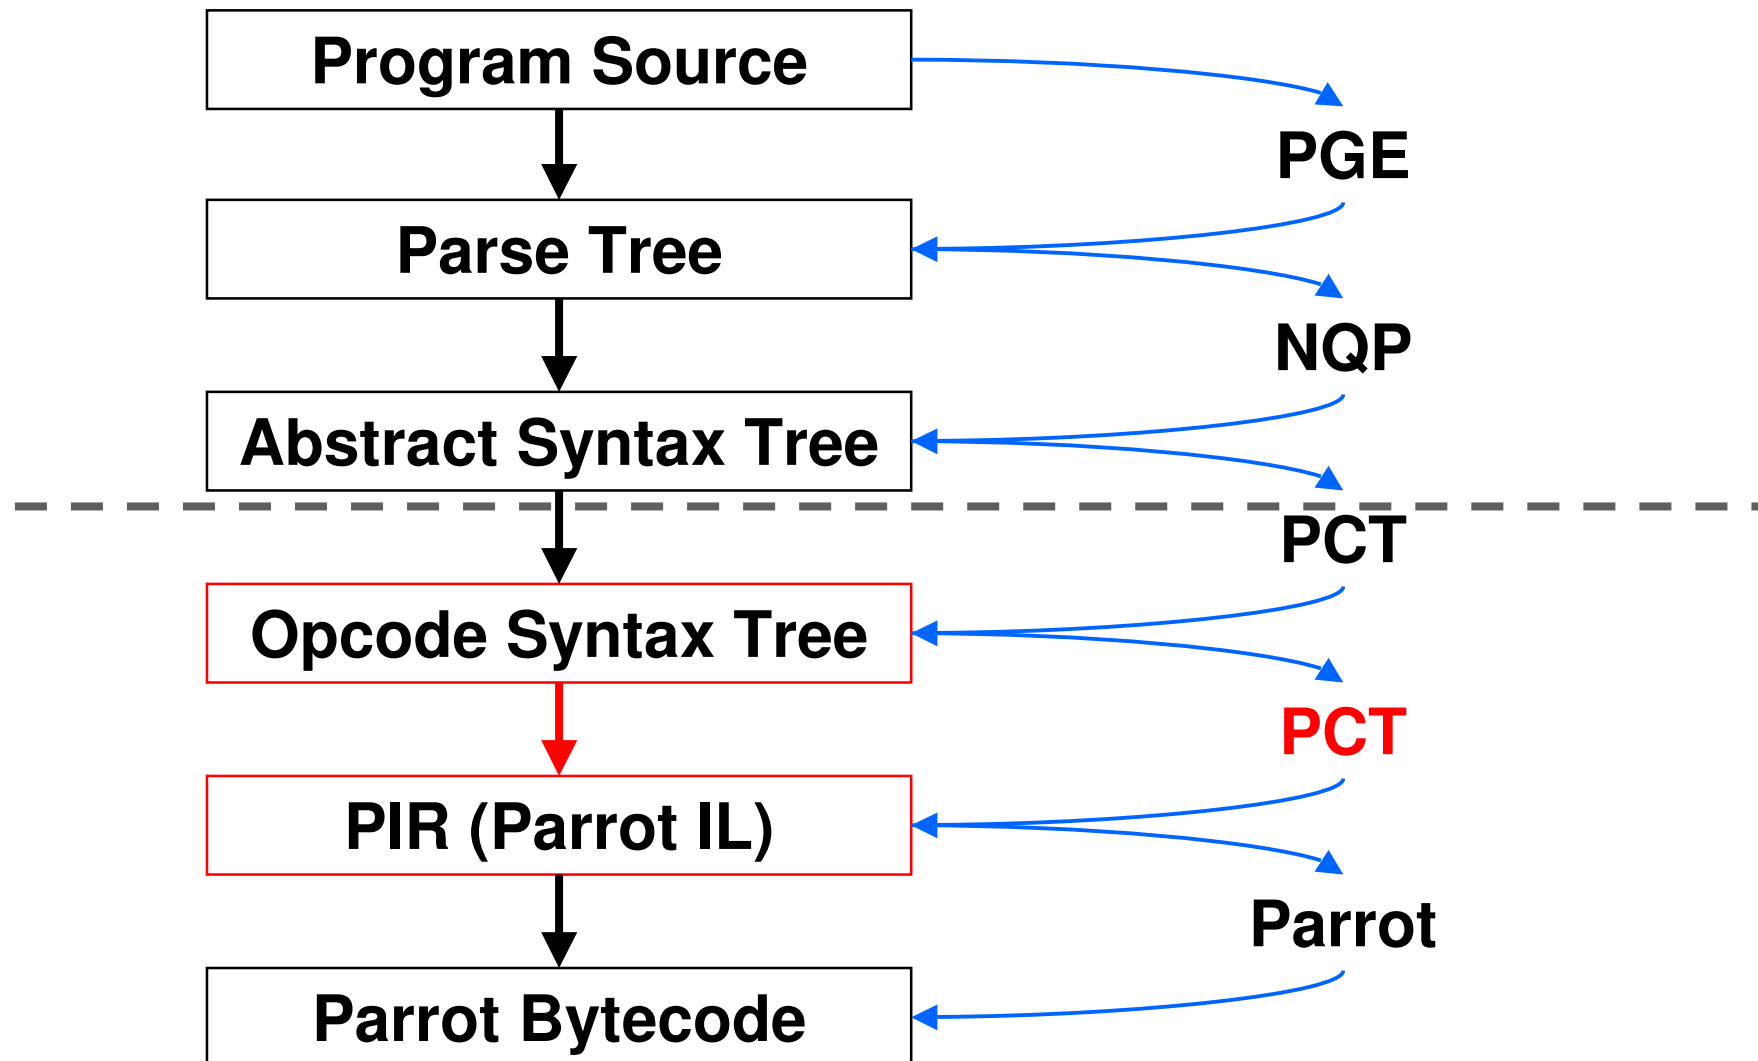 Program Source
PGE
Parse Tree
NQP
Abstract Syntax Tree
PCT
Opcode Syntax Tree
PCT
PIR (Parrot IL)
Parrot
Parrot Bytecode